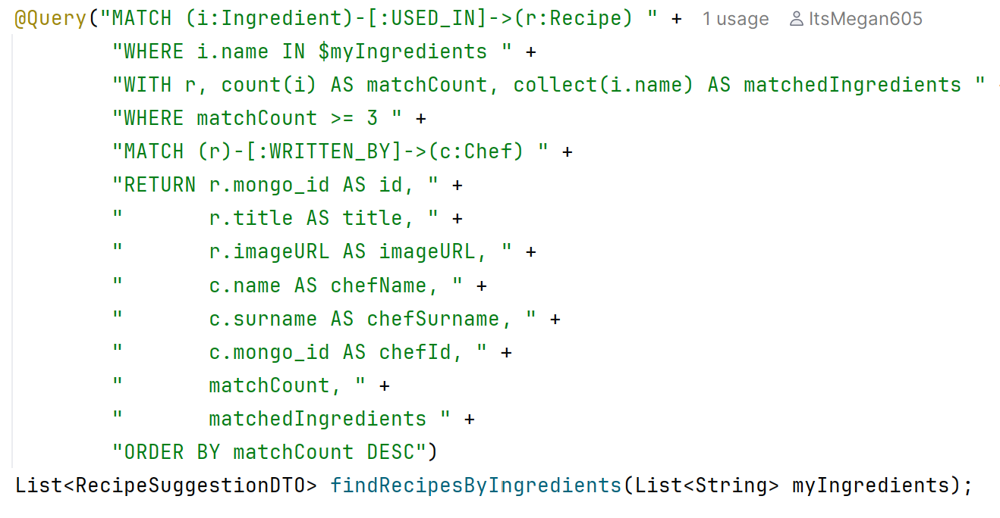 @Query("MATCH (i:Ingredient)-[:USED_IN]->(r:Recipe) " + 1 usage ItsMegan605
"WHERE i.name IN $myIngredients " +
"WITH r, count(i) AS matchCount, collect(i.name) AS matchedIngredients "
"WHERE matchCount >= 3 " +
"MATCH (r)-[:WRITTEN_BY]->(c:Chef) " +
"RETURN r.mongo_id AS id, " +
"       r.title AS title, " +
"       r.imageURL AS imageURL, " +
"       c.name AS chefName, " +
"       c.surname AS chefSurname, " +
"       c.mongo_id AS chefId, " +
"       matchCount, " +
"       matchedIngredients " +
"ORDER BY matchCount DESC")
List<RecipeSuggestionDTO> findRecipesByIngredients(List<String> myIngredients);